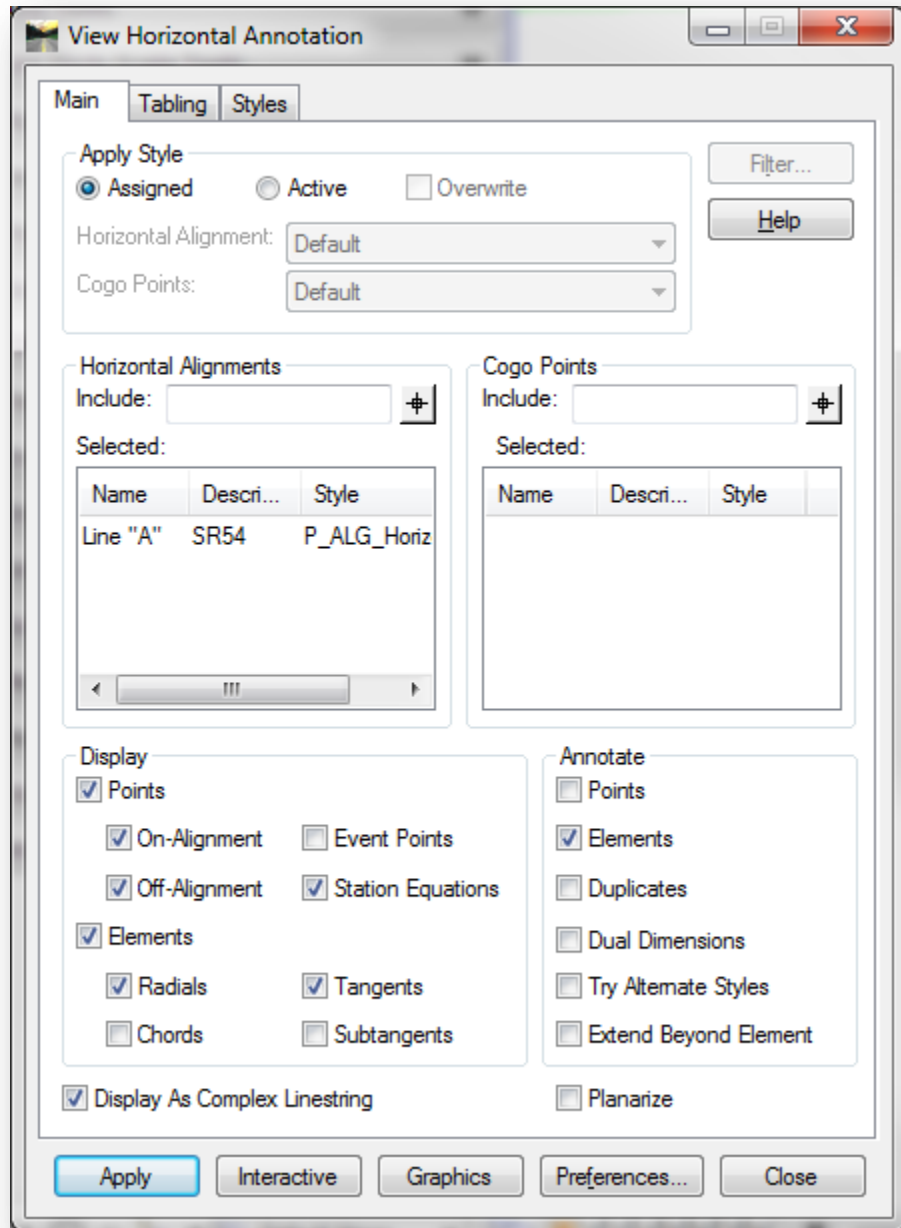 View Horizontal Annotation
Main Tabling Styles
Apply Style
Assigned Active Overwrite
Filter...
Horizontal Alignment: Default
Help
Cogo Points: Default
Horizontal Alignments
Include:
Selected:
Name Descri... Style
Line "A" SR54 P_ALG_Horiz
Cogo Points
Include:
Selected:
Name Descri... Style
Display
Points
On-Alignment Event Points
Off-Alignment Station Equations
Elements
Radials Tangents
Chords Subtangents
Annotate
Points
Elements
Duplicates
Dual Dimensions
Try Alternate Styles
Extend Beyond Element
Display As Complex Linestring
Planarize
Apply Interactive Graphics Preferences... Close